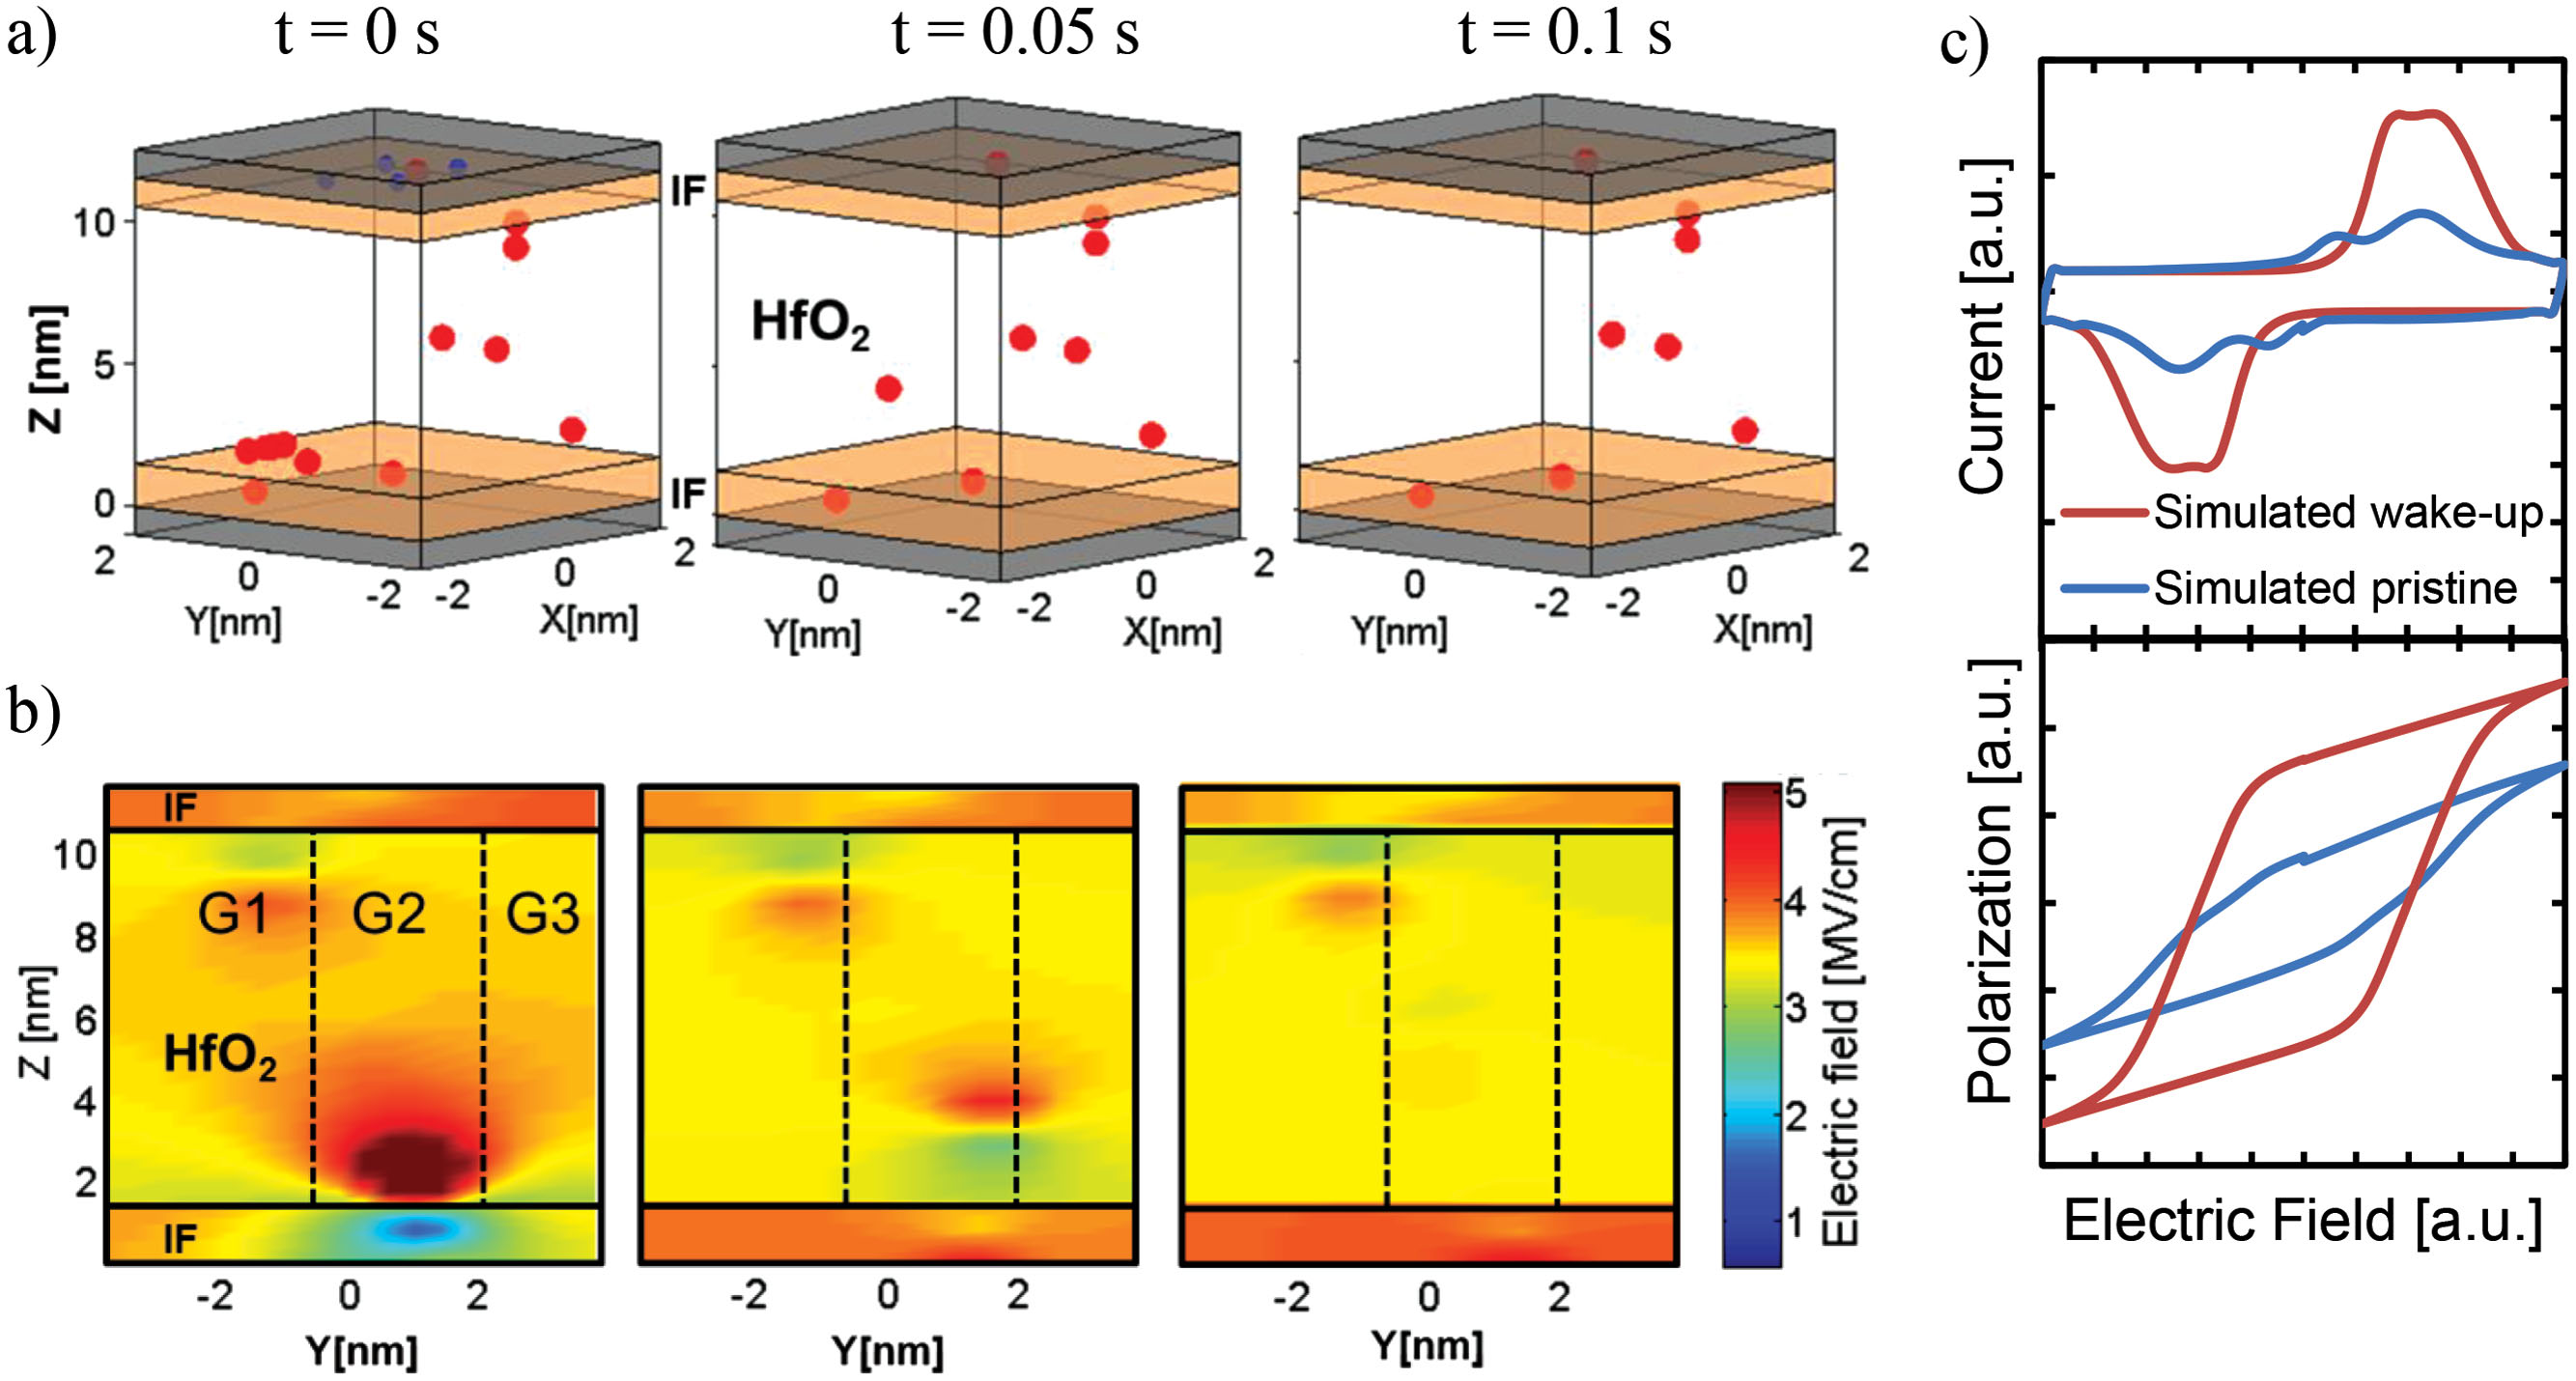 a)
t = 0 s
t = 0.05 s
t = 0.1 s
Z [nm]
10
5
0
2
0
-2
-2
0
Y[nm]
X[nm]
IF
HfO2
IF
2
0
-2
-2
0
2
Y[nm]
X[nm]
0
-2
-2
0
2
Y[nm]
X[nm]
b)
Z [nm]
10
8
6
4
2
IF
G1
G2
G3
HfO2
IF
-2
0
2
Y[nm]
-2
0
2
Y[nm]
-2
0
2
Y[nm]
5
4
3
2
1
Electric field [MV/cm]
c)
Current [a.u.]
Simulated wake-up
Simulated pristine
Polarization [a.u.]
Electric Field [a.u.]